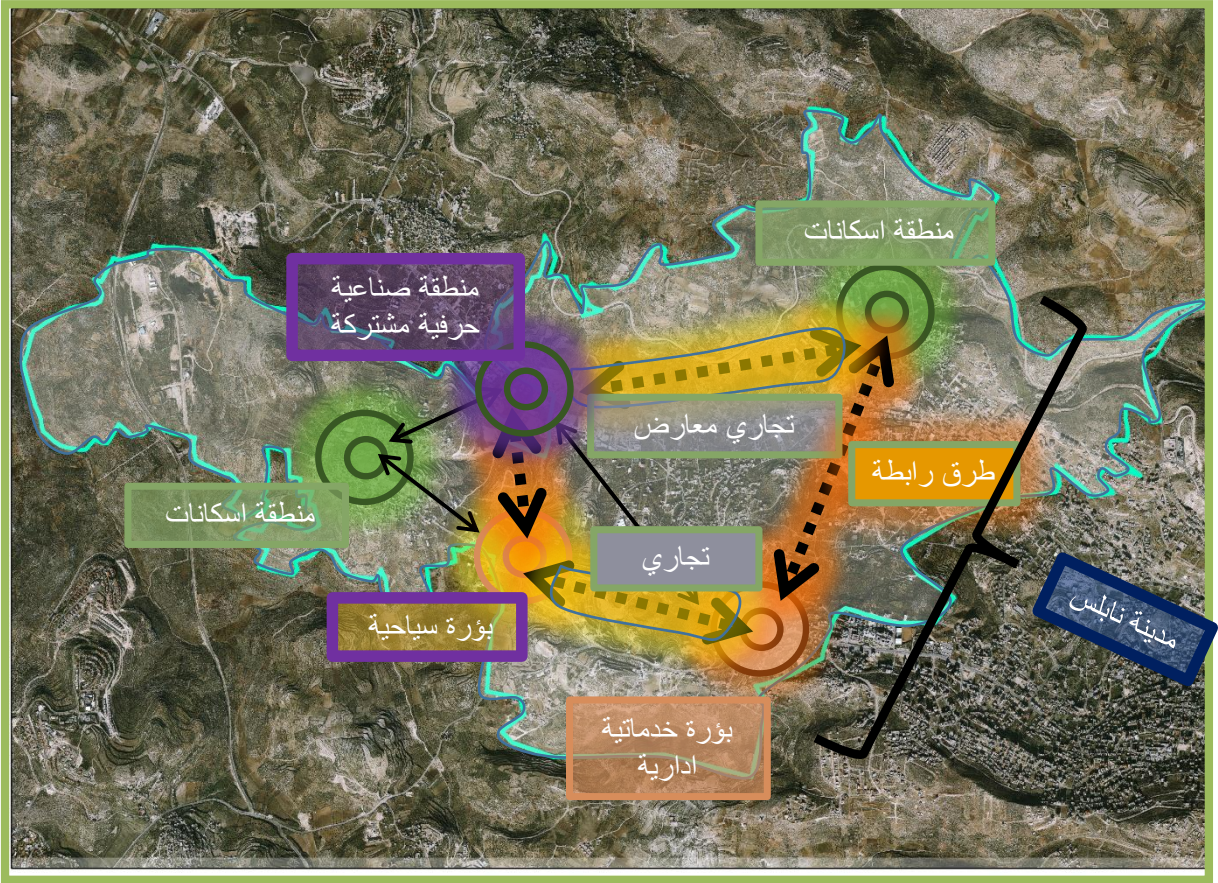 منطقة اسكانات
منطقة صناعية
حرفية مشتركة
تجاري معارض
طرق رابطة
منطقة اسكانات
تجاري
بؤرة سياحية
مدينة نابلس
بؤرة خدماتية
ادارية